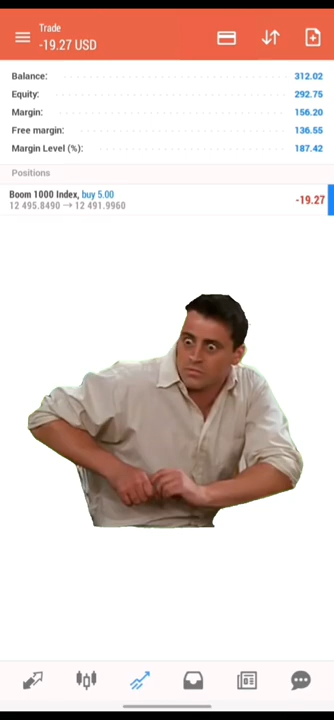 Trade
-19.27 USD
Balance: 312.02
Equity: 292.75
Margin: 156.20
Free margin: 136.55
Margin Level (%): 187.42
Positions
Boom 1000 Index, buy 5.00
12 495.8490 → 12 491.9960 -19.27